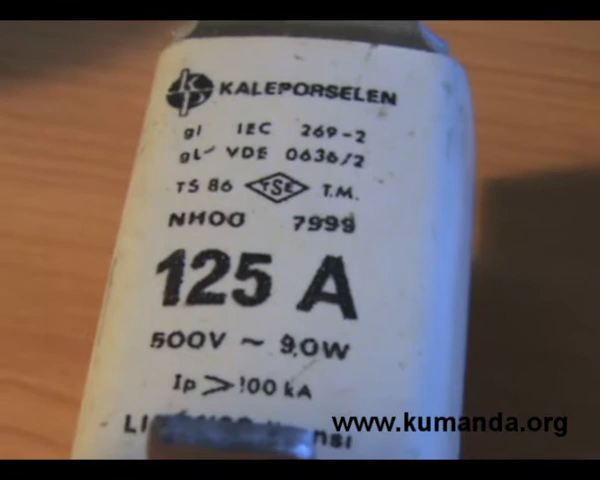 KP KALEPORSELEN
gl IEC 269-2
gL VDE 0636/2
TS 86 TSE T.M.
NH00 7999
125 A
500V ~ 9,0W
Ip > 100 kA
www.kumanda.org